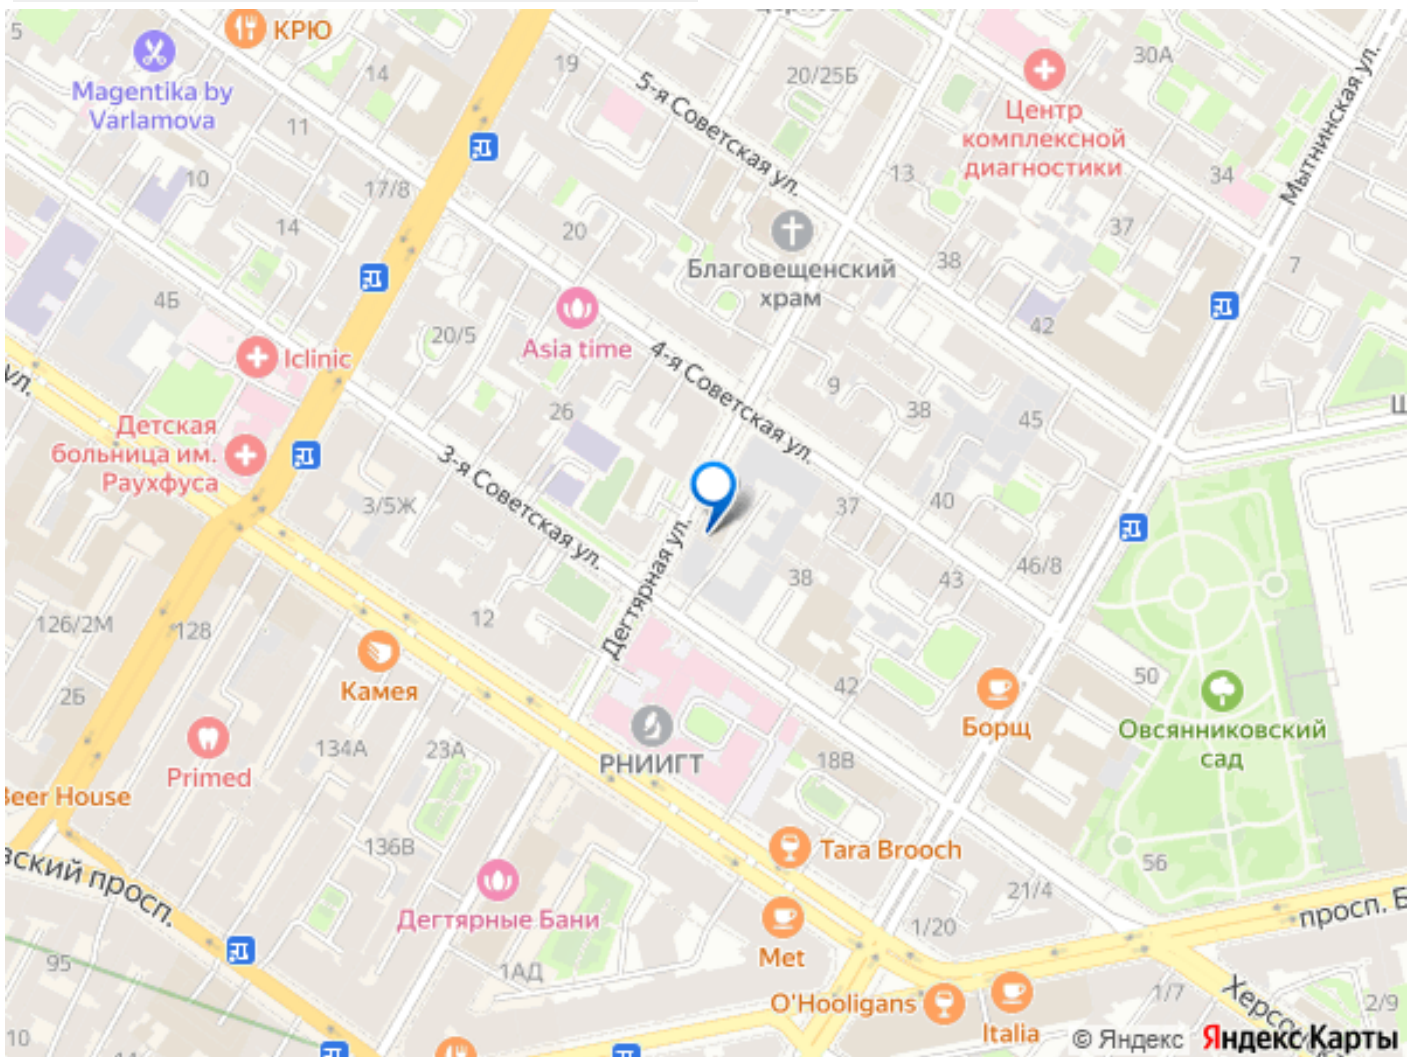 КРЮ
5
Magentika by
Varlamova
14
19
11
10
17/8
14
5-я Советская ул.
20/25Б
30А
Центр
комплексной
диагностики
Мытнинская ул.
13
34
37
20
Благовещенский
храм
38
7
42
4Б
20/5
Iclinic
Asia time
4-я Советская ул.
9
38
45
ул.
Детская
больница им.
Раухфуса
26
3-я Советская ул.
3/5Ж
37
40
Дегтярная ул.
38
43
46/8
126/2М
128
12
2Б
Камея
42
50
Борщ
Овсянниковский
сад
Primed
134А
23А
РНИИГТ
18В
Beer House
136В
Tara Brooch
56
21/4
Дегтярные Бани
1/20
просп. Б
Met
95
1АД
O'Hooligans
Italia
1/7
2/9
10
14
© Яндекс
Яндекс Карты